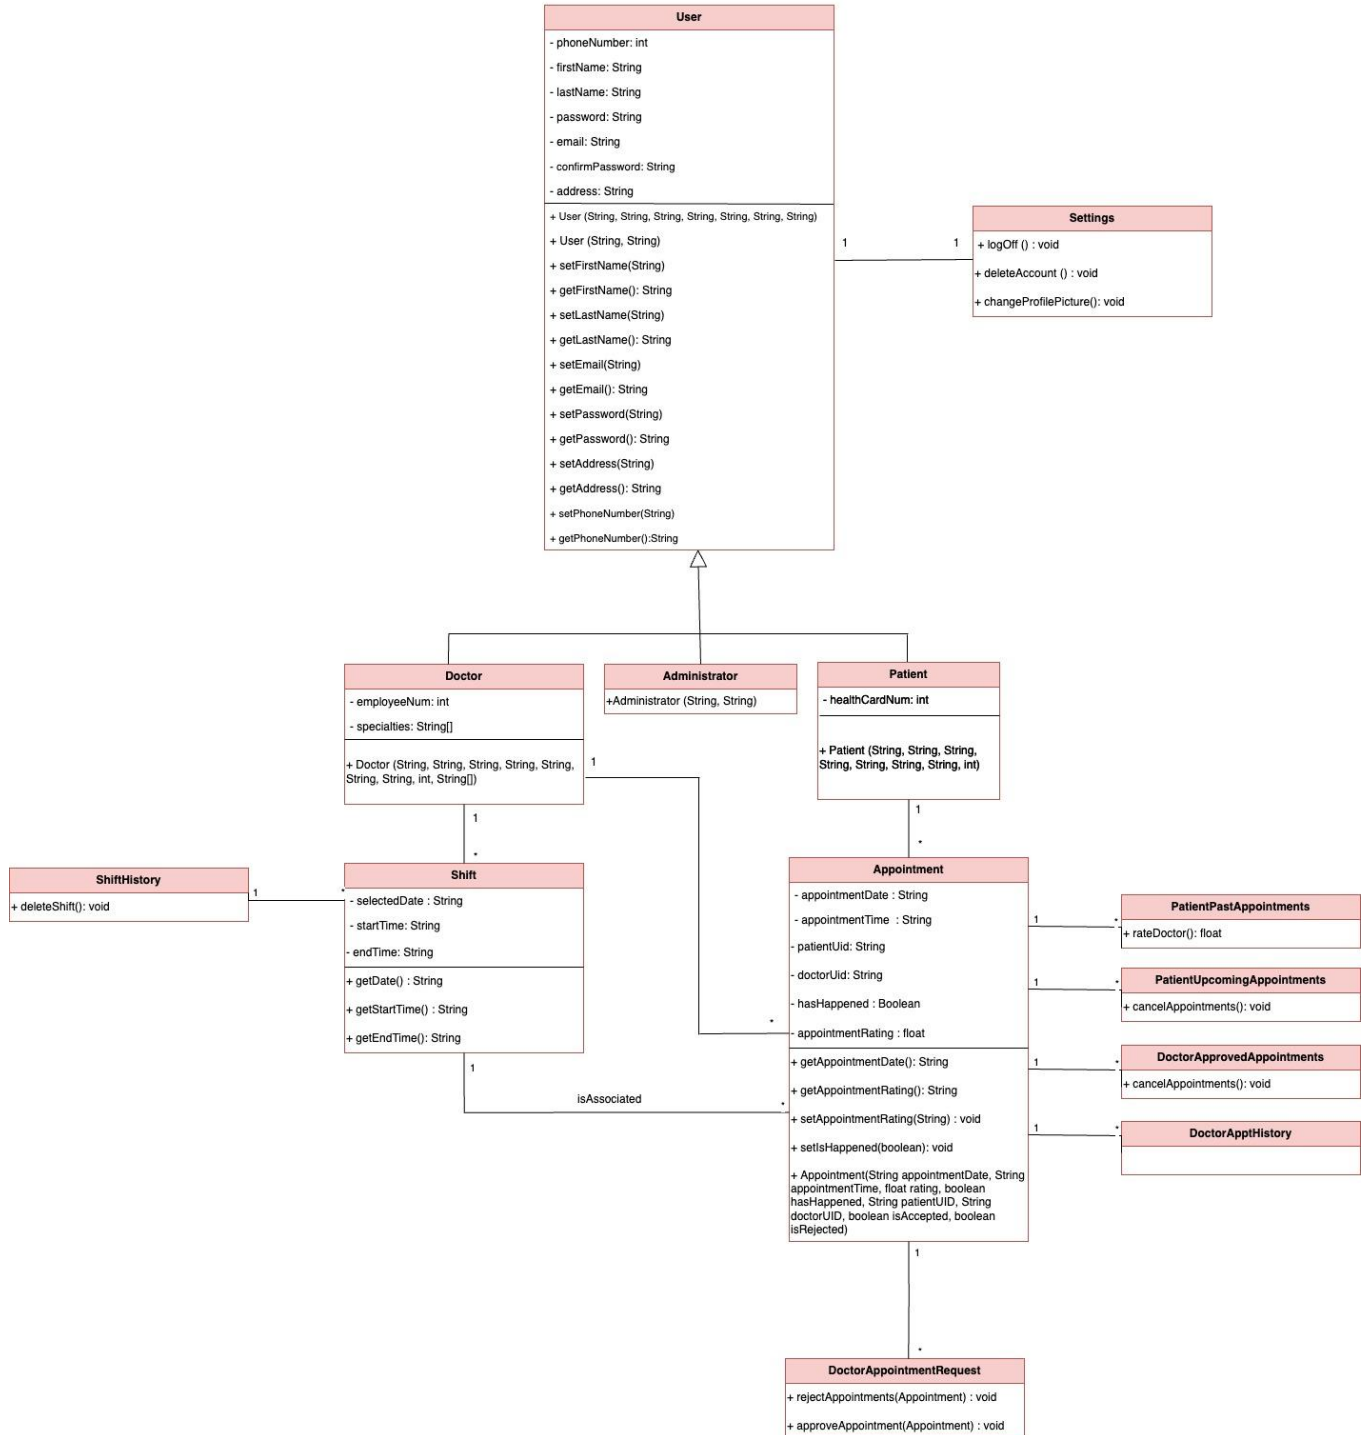 User
- phoneNumber: int
- firstName: String
- lastName: String
- password: String
- email: String
- confirmPassword: String
- address: String
+ User (String, String, String, String, String, String, String)
+ User (String, String)
+ setFirstName(String)
+ getFirstName(): String
+ setLastName(String)
+ getLastName(): String
+ setEmail(String)
+ getEmail(): String
+ setPassword(String)
+ getPassword(): String
+ setAddress(String)
+ getAddress(): String
+ setPhoneNumber(String)
+ getPhoneNumber():String
1
1
Settings
+ logOff () : void
+ deleteAccount () : void
+ changeProfilePicture(): void
Doctor
- employeeNum: int
- specialties: String[]
+ Doctor (String, String, String, String, String,
String, String, int, String[])
Administrator
+Administrator (String, String)
Patient
- healthCardNum: int
+ Patient (String, String, String,
String, String, String, String, int)
1
1
*
1
*
ShiftHistory
+ deleteShift(): void
1
*
Shift
- selectedDate : String
- startTime: String
- endTime: String
+ getDate() : String
+ getStartTime() : String
+ getEndTime(): String
1
isAssociated
*
*
Appointment
- appointmentDate : String
- appointmentTime : String
- patientUid: String
- doctorUid: String
- hasHappened : Boolean
- appointmentRating : float
+ getAppointmentDate(): String
+ getAppointmentRating(): String
+ setAppointmentRating(String) : void
+ setIsHappened(boolean): void
+ Appointment(String appointmentDate, String
appointmentTime, float rating, boolean
hasHappened, String patientUID, String
doctorUID, boolean isAccepted, boolean
isRejected)
1
*
PatientPastAppointments
+ rateDoctor(): float
1
*
PatientUpcomingAppointments
+ cancelAppointments(): void
1
*
DoctorApprovedAppointments
+ cancelAppointments(): void
1
*
DoctorApptHistory
1
*
DoctorAppointmentRequest
+ rejectAppointments(Appointment) : void
+ approveAppointment(Appointment) : void